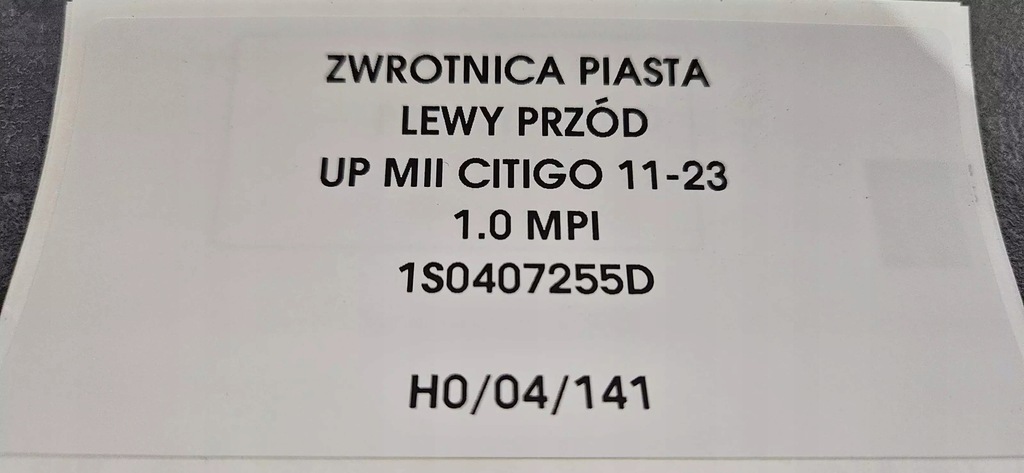 ZWROTNICA PIASTA
LEWY PRZÓD
UP MII CITIGO 11-23
1.0 MPI
1S0407255D
H0/04/141